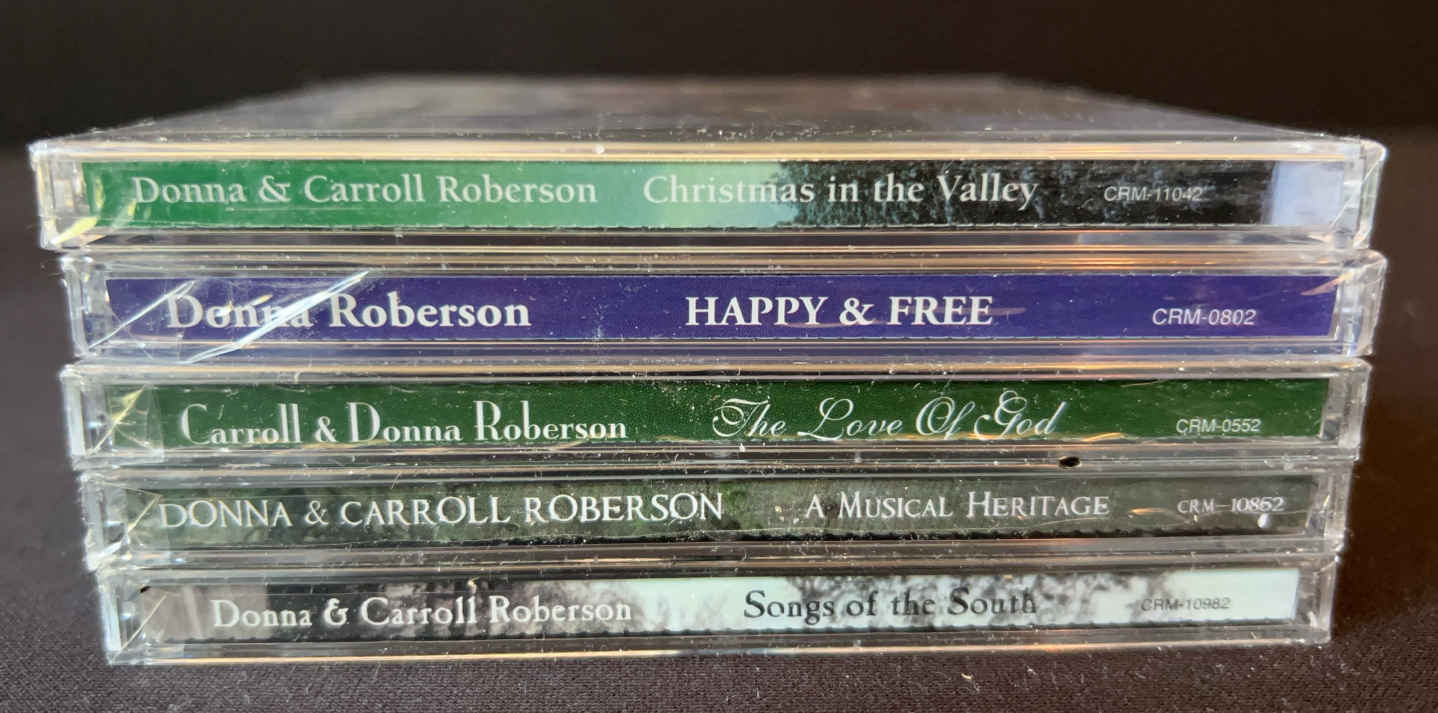 Donna & Carroll Roberson Christmas in the Valley CRM-11042
Donna Roberson HAPPY & FREE CRM-0802
Carroll & Donna Roberson The Love Of God CRM-0552
DONNA & CARROLL ROBERSON A MUSICAL HERITAGE CRM-10862
Donna & Carroll Roberson Songs of the South CRM-10982